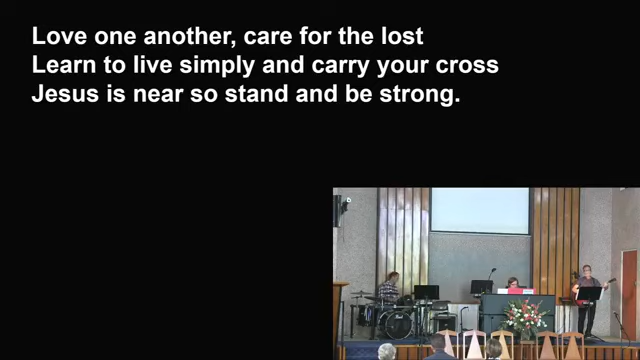 Love one another, care for the lost
Learn to live simply and carry your cross
Jesus is near so stand and be strong.